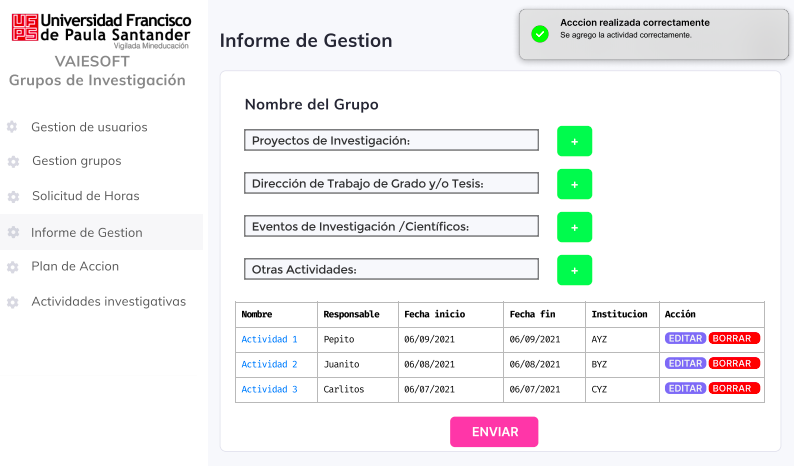 UFPS Universidad Francisco
de Paula Santander
Vigilada Mineducación
VAIESOFT
Grupos de Investigación
Gestion de usuarios
Gestion grupos
Solicitud de Horas
Informe de Gestion
Plan de Accion
Actividades investigativas
Informe de Gestion
Acccion realizada correctamente
Se agrego la actividad correctamente.
Nombre del Grupo
Proyectos de Investigación: +
Dirección de Trabajo de Grado y/o Tesis: +
Eventos de Investigación /Científicos: +
Otras Actividades: +
Nombre Responsable Fecha inicio Fecha fin Institucion Acción
Actividad 1 Pepito 06/09/2021 06/09/2021 AYZ EDITAR BORRAR
Actividad 2 Juanito 06/08/2021 06/08/2021 BYZ EDITAR BORRAR
Actividad 3 Carlitos 06/07/2021 06/07/2021 CYZ EDITAR BORRAR
ENVIAR